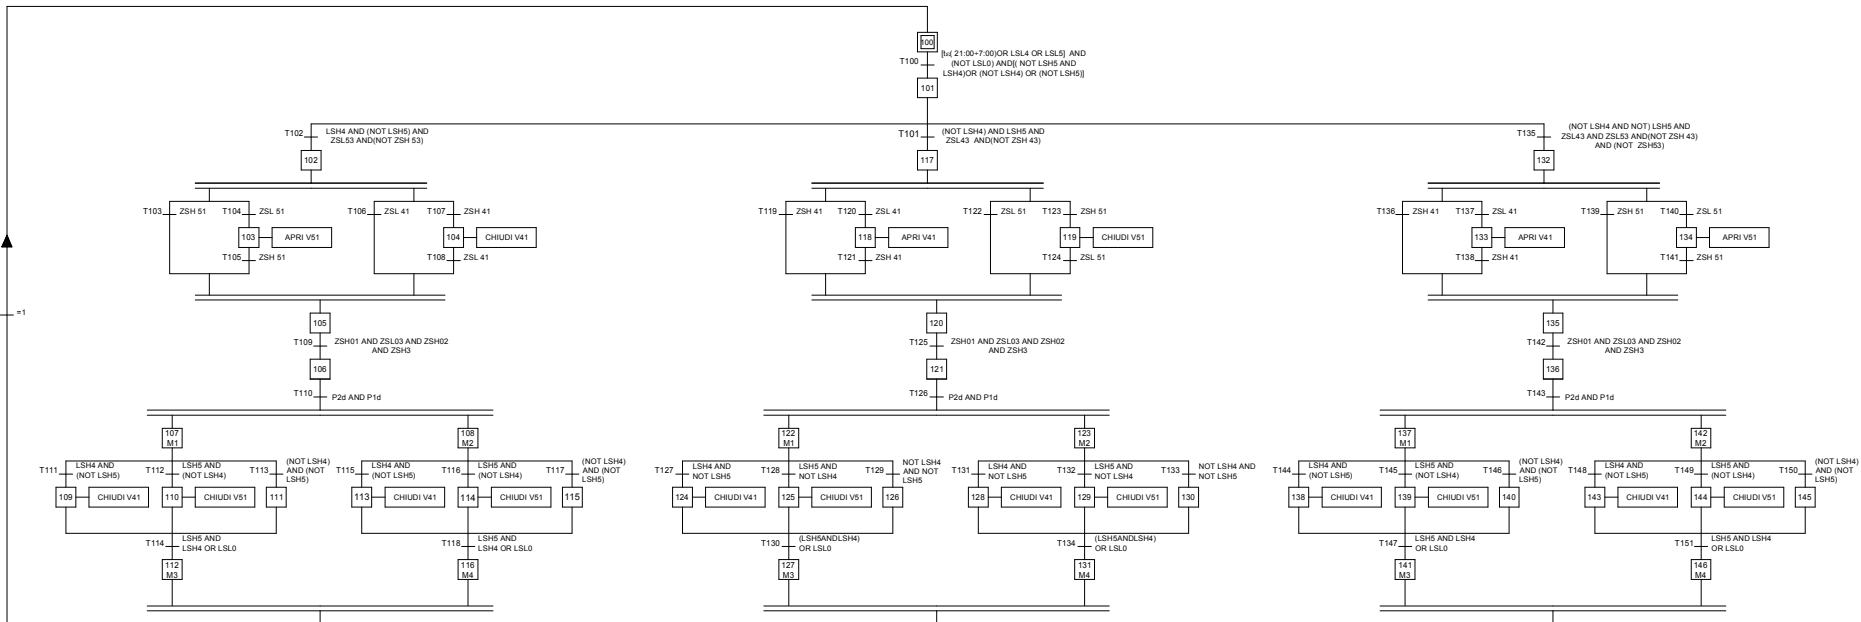 100
[t∈( 21:00÷7:00)OR LSL4 OR LSL5] AND
T100
(NOT LSL0) AND[( NOT LSH5 AND
LSH4)OR (NOT LSH4) OR (NOT LSH5)]
101
T102
LSH4 AND (NOT LSH5) AND
ZSL53 AND(NOT ZSH 53)
102
T101
(NOT LSH4) AND LSH5 AND
ZSL43 AND(NOT ZSH 43)
117
T135
(NOT LSH4 AND NOT) LSH5 AND
ZSL43 AND ZSL53 AND(NOT ZSH 43)
AND (NOT ZSH53)
132
T103 ZSH 51 T104 ZSL 51 T106 ZSL 41 T107 ZSH 41
103 APRI V51 104 CHIUDI V41
T105 ZSH 51 T108 ZSL 41
T119 ZSH 41 T120 ZSL 41 T122 ZSL 51 T123 ZSH 51
118 APRI V41 119 CHIUDI V51
T121 ZSH 41 T124 ZSL 51
T136 ZSH 41 T137 ZSL 41 T139 ZSH 51 T140 ZSL 51
133 APRI V41 134 APRI V51
T138 ZSH 41 T141 ZSH 51
=1
105
T109 ZSH01 AND ZSL03 AND ZSH02
AND ZSH3
106
T110 P2d AND P1d
120
T125 ZSH01 AND ZSL03 AND ZSH02
AND ZSH3
121
T126 P2d AND P1d
135
T142 ZSH01 AND ZSL03 AND ZSH02
AND ZSH3
136
T143 P2d AND P1d
107
M1
T111
LSH4 AND
(NOT LSH5)
T112
LSH5 AND
(NOT LSH4)
T113
(NOT LSH4)
AND (NOT
LSH5)
109 CHIUDI V41 110 CHIUDI V51 111
T114
LSH5 AND
LSH4 OR LSL0
112
M3
108
M2
T115
LSH4 AND
(NOT LSH5)
T116
LSH5 AND
(NOT LSH4)
T117
(NOT LSH4)
AND (NOT
LSH5)
113 CHIUDI V41 114 CHIUDI V51 115
T118
LSH5 AND
LSH4 OR LSL0
116
M4
122
M1
T127
LSH4 AND
NOT LSH5
T128
LSH5 AND
NOT LSH4
T129
NOT LSH4
AND NOT
LSH5
124 CHIUDI V41 125 CHIUDI V51 126
T130
(LSH5ANDLSH4)
OR LSL0
127
M3
123
M2
T131
LSH4 AND
NOT LSH5
T132
LSH5 AND
NOT LSH4
T133
NOT LSH4 AND
NOT LSH5
128 CHIUDI V41 129 CHIUDI V51 130
T134
(LSH5ANDLSH4)
OR LSL0
131
M4
137
M1
T144
LSH4 AND
(NOT LSH5)
T145
LSH5 AND
(NOT LSH4)
T146
(NOT LSH4)
AND (NOT
LSH5)
138 CHIUDI V41 139 CHIUDI V51 140
T147
LSH5 AND LSH4
OR LSL0
141
M3
142
M2
T148
LSH4 AND
(NOT LSH5)
T149
LSH5 AND
(NOT LSH4)
T150
(NOT LSH4)
AND (NOT
LSH5)
143 CHIUDI V41 144 CHIUDI V51 145
T151
LSH5 AND LSH4
OR LSL0
146
M4